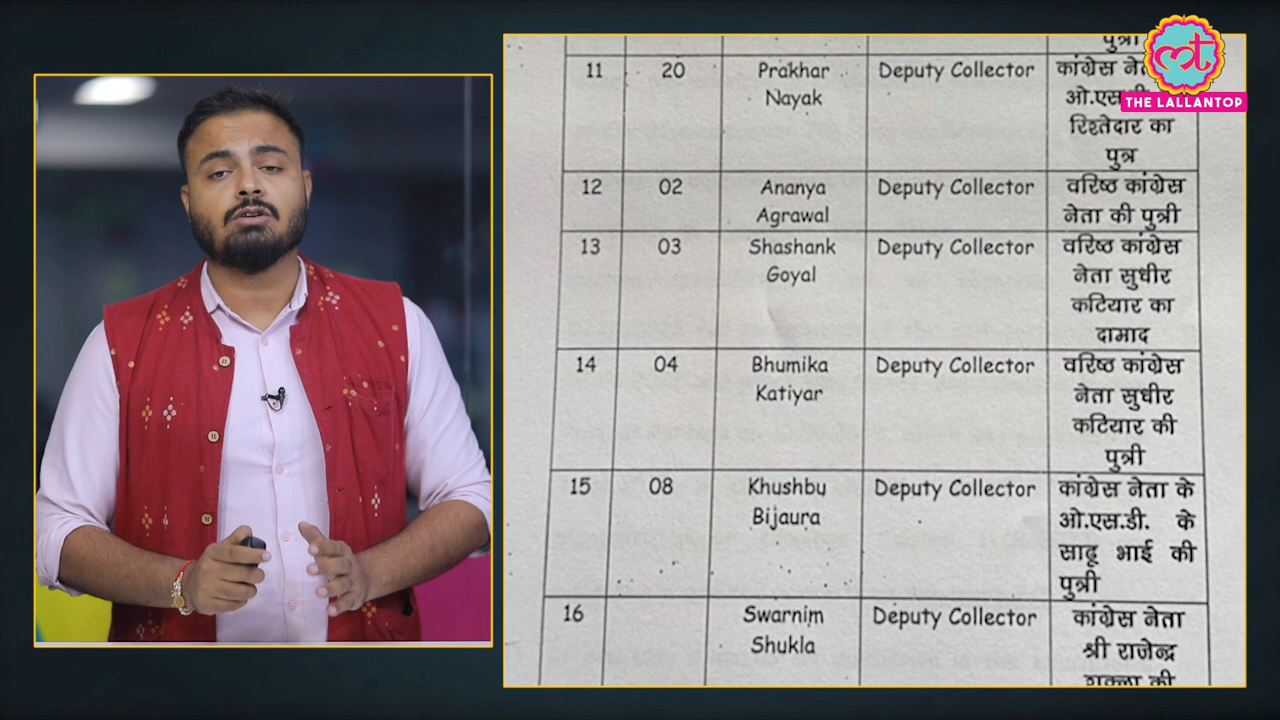 पुत्री
11 20 Prakhar Nayak Deputy Collector कांग्रेस
ओ.एस
रिश्तेदार का
पुत्र
12 02 Ananya Agrawal Deputy Collector वरिष्ठ कांग्रेस
नेता की पुत्री
13 03 Shashank Goyal Deputy Collector वरिष्ठ कांग्रेस
नेता सुधीर
कटियार का
दामाद
14 04 Bhumika Katiyar Deputy Collector वरिष्ठ कांग्रेस
नेता सुधीर
कटियार की
पुत्री
15 08 Khushbu Bijaura Deputy Collector कांग्रेस नेता के
ओ.एस.डी. के
साढू भाई की
पुत्री
16 Swarnim Shukla Deputy Collector कांग्रेस नेता
श्री राजेन्द्र
शुक्ला की
THE LALLANTOP